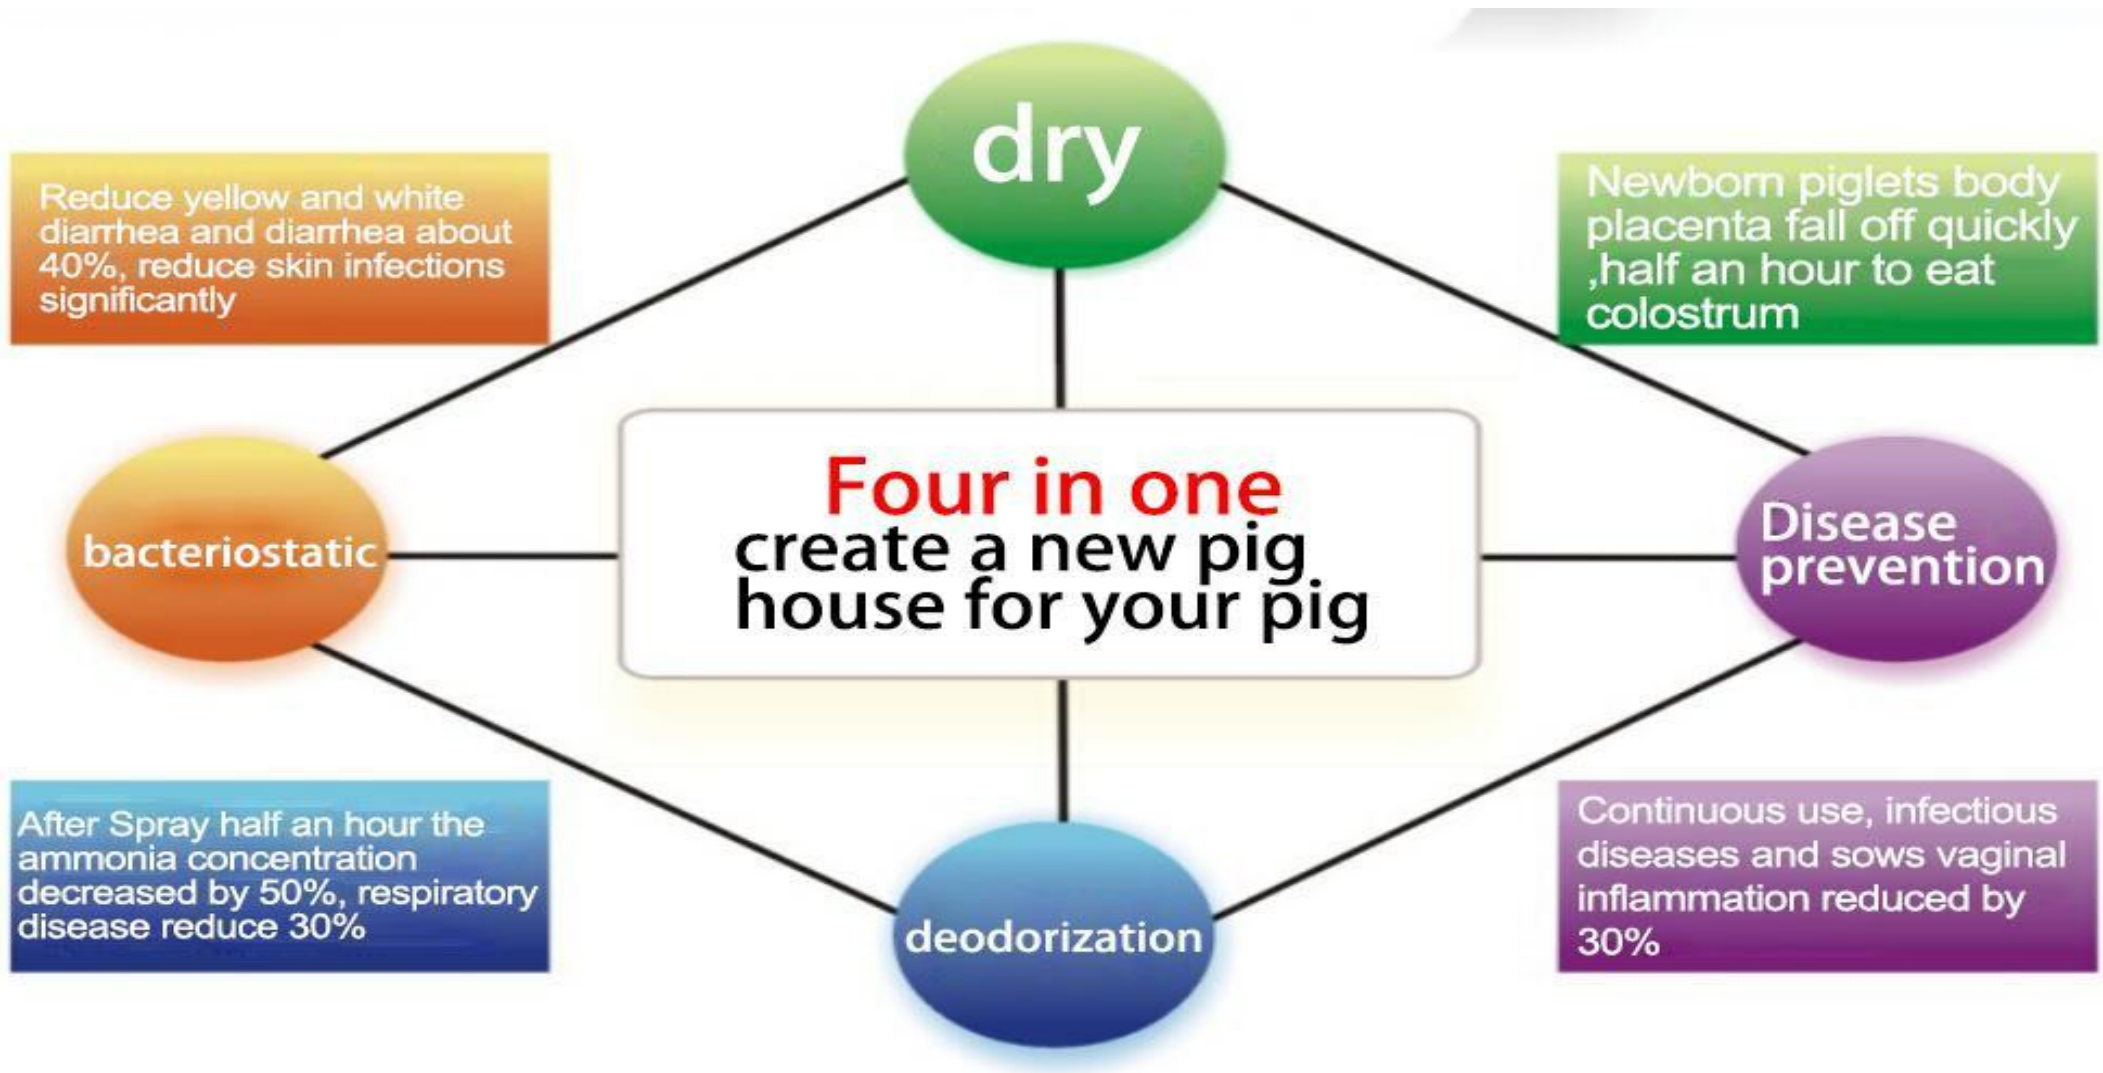 dry
Reduce yellow and white
diarrhea and diarrhea about
40%, reduce skin infections
significantly
Newborn piglets body
placenta fall off quickly
,half an hour to eat
colostrum
bacteriostatic
Four in one
create a new pig
house for your pig
Disease
prevention
After Spray half an hour the
ammonia concentration
decreased by 50%, respiratory
disease reduce 30%
deodorization
Continuous use, infectious
diseases and sows vaginal
inflammation reduced by
30%